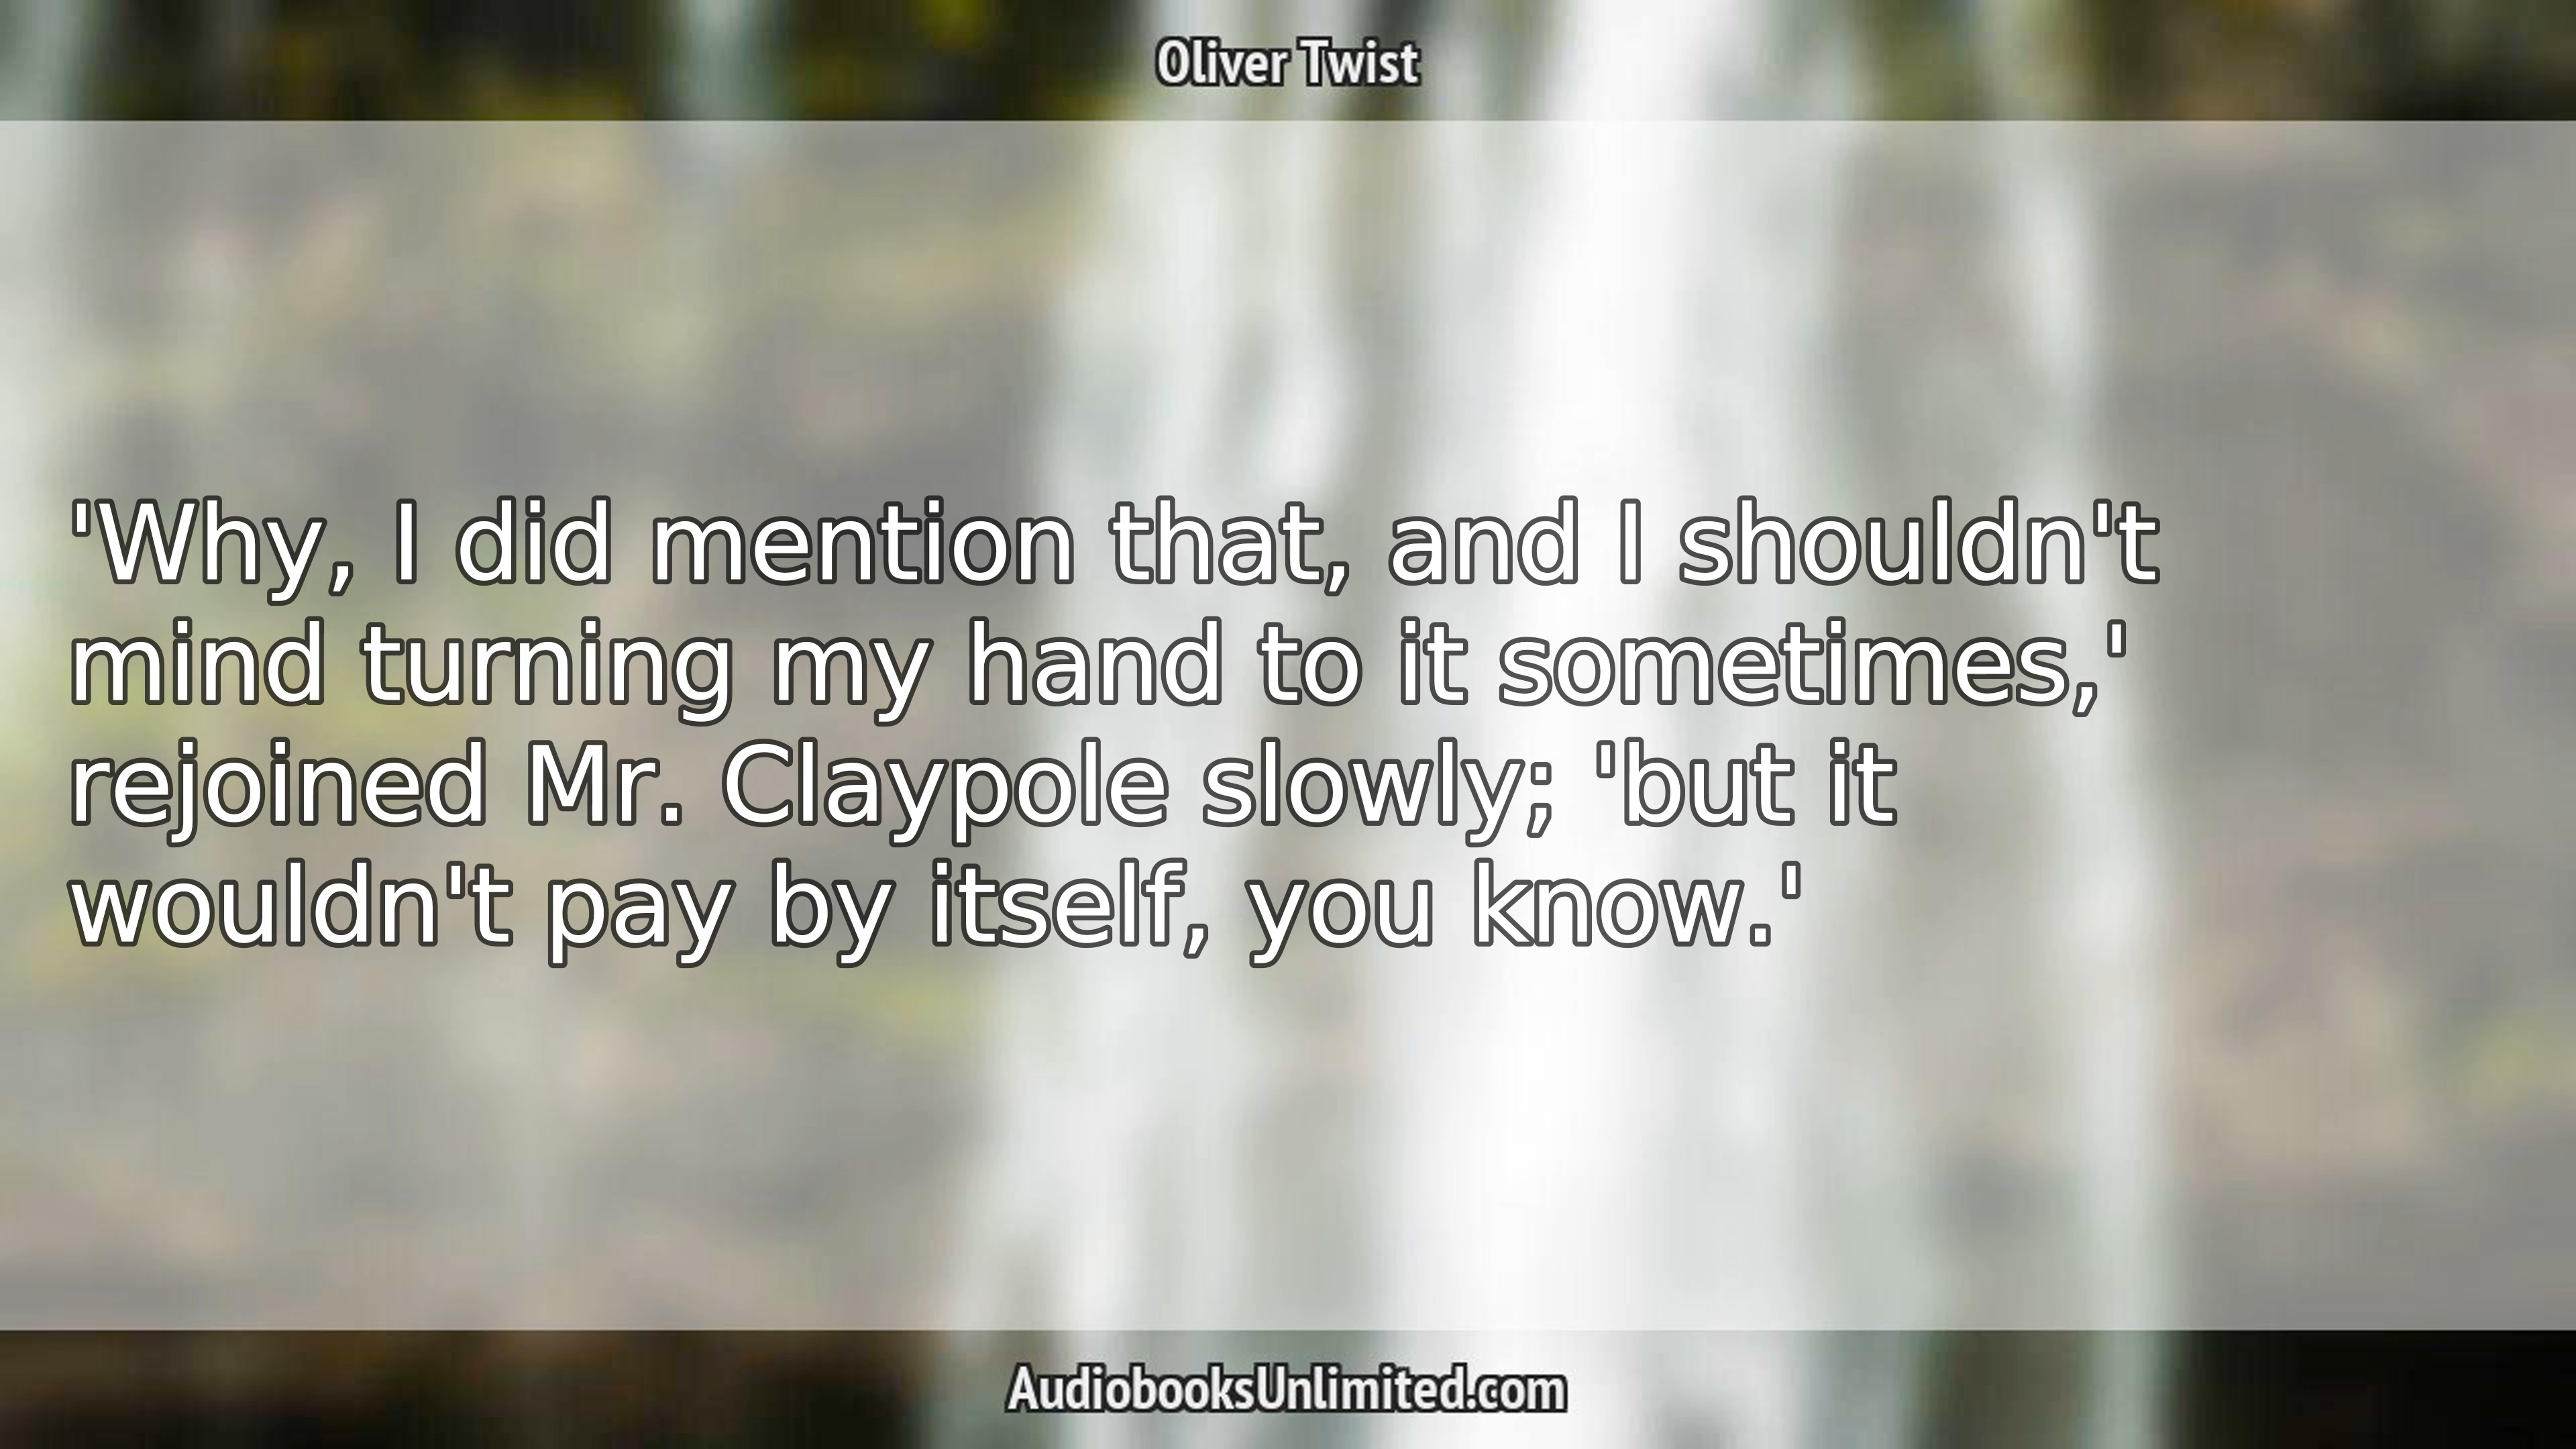 Oliver Twist
'Why, I did mention that, and I shouldn't
mind turning my hand to it sometimes,'
rejoined Mr. Claypole slowly; 'but it
wouldn't pay by itself, you know.'
AudiobooksUnlimited.com